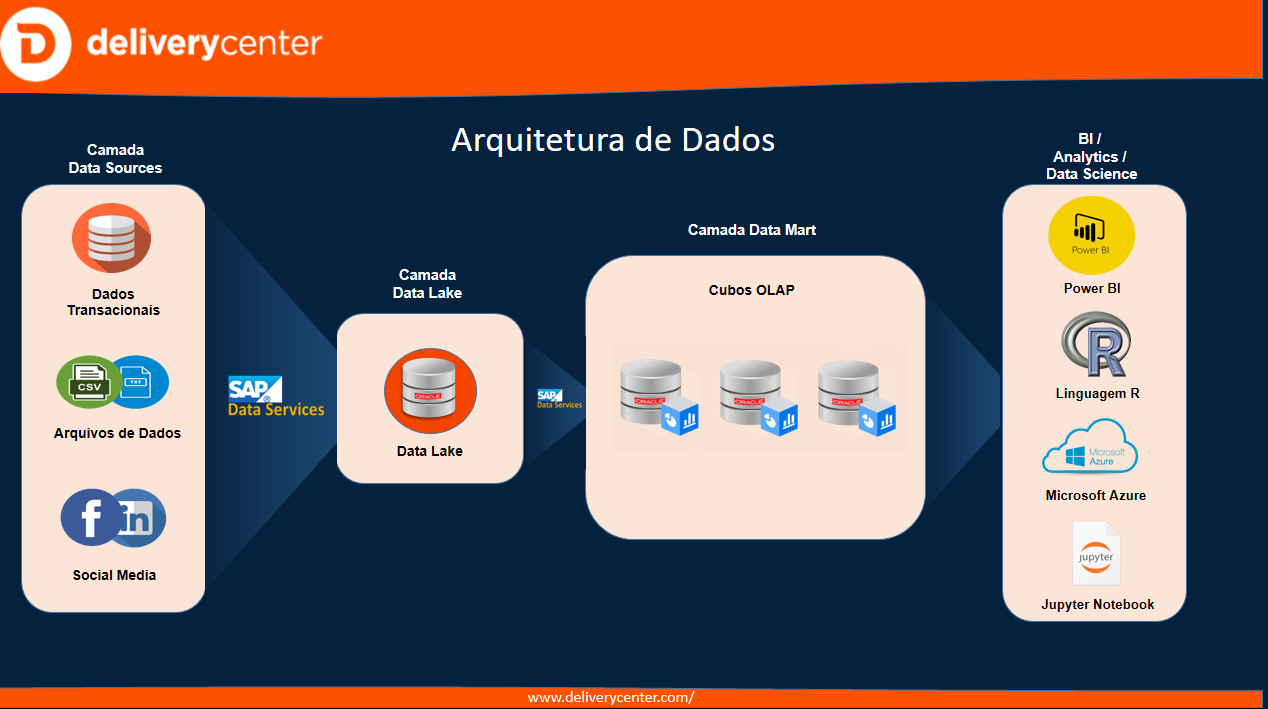 deliverycenter
Arquitetura de Dados
Camada
Data Sources
Dados
Transacionais
CSV
TXT
Arquivos de Dados
f
in
Social Media
SAP
Data Services
Camada
Data Lake
ORACLE
Data Lake
SAP
Data Services
Camada Data Mart
Cubos OLAP
ORACLE
ORACLE
ORACLE
BI /
Analytics /
Data Science
Power BI
Power BI
R
Linguagem R
Microsoft
Azure
Microsoft Azure
jupyter
Jupyter Notebook
www.deliverycenter.com/